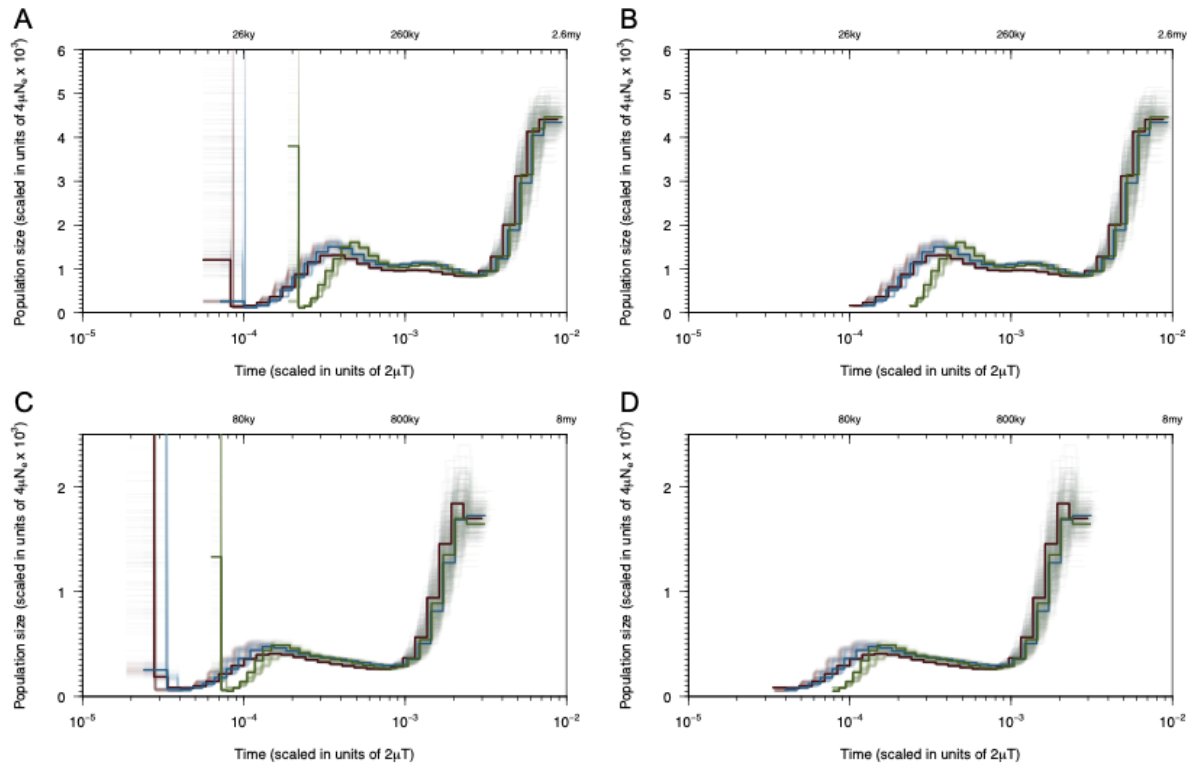 A
B
26ky 260ky 2.6my
26ky 260ky 2.6my
Population size (scaled in units of 4μNe x 10³)
6
5
4
3
2
1
0
Population size (scaled in units of 4μNe x 10³)
6
5
4
3
2
1
0
10⁻⁵ 10⁻⁴ 10⁻³ 10⁻²
10⁻⁵ 10⁻⁴ 10⁻³ 10⁻²
Time (scaled in units of 2μT)
Time (scaled in units of 2μT)
C
D
80ky 800ky 8my
80ky 800ky 8my
Population size (scaled in units of 4μNe x 10³)
2
1
0
Population size (scaled in units of 4μNe x 10³)
2
1
0
10⁻⁵ 10⁻⁴ 10⁻³ 10⁻²
10⁻⁵ 10⁻⁴ 10⁻³ 10⁻²
Time (scaled in units of 2μT)
Time (scaled in units of 2μT)